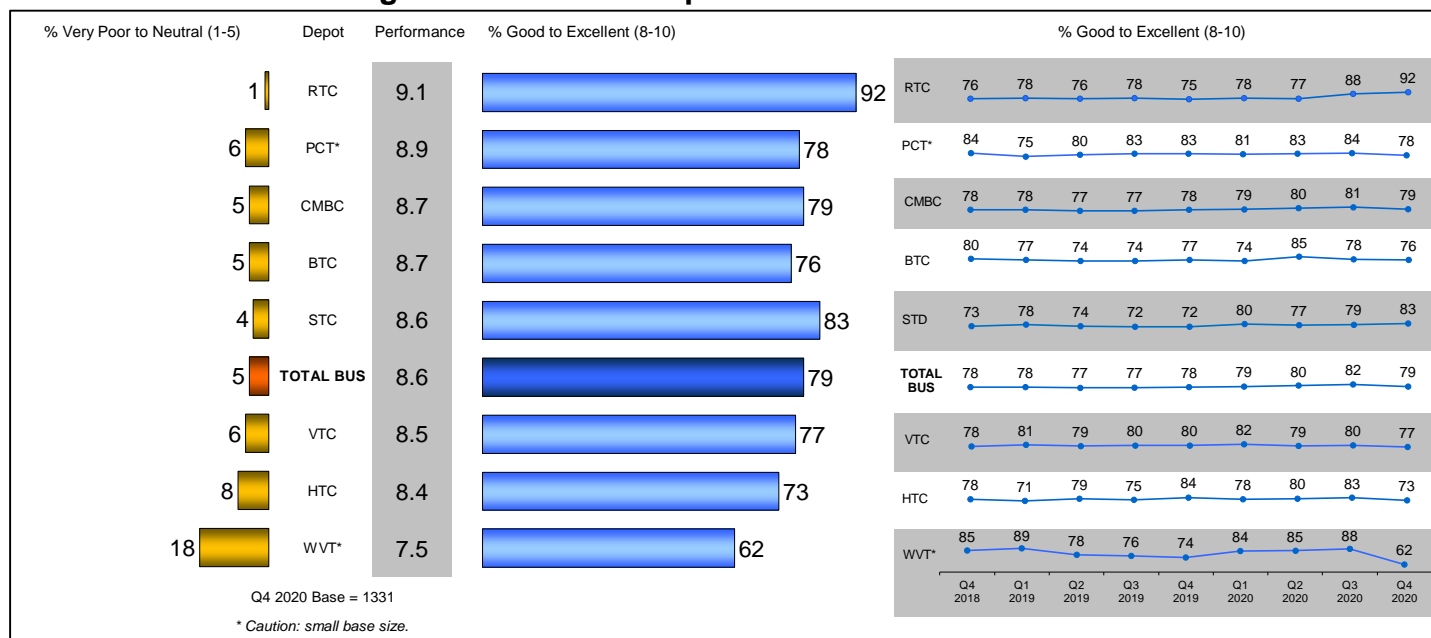 % Very Poor to Neutral (1-5) Depot Performance % Good to Excellent (8-10)
1 RTC 9.1 92
6 PCT* 8.9 78
5 CMBC 8.7 79
5 BTC 8.7 76
4 STC 8.6 83
5 TOTAL BUS 8.6 79
6 VTC 8.5 77
8 HTC 8.4 73
18 WVT* 7.5 62
Q4 2020 Base = 1331
* Caution: small base size.
% Good to Excellent (8-10)
RTC 76 78 76 78 75 78 77 88 92
PCT* 84 75 80 83 83 81 83 84 78
CMBC 78 78 77 77 78 79 80 81 79
BTC 80 77 74 74 77 74 85 78 76
STD 73 78 74 72 72 80 77 79 83
TOTAL
BUS 78 78 77 77 78 79 80 82 79
VTC 78 81 79 80 80 82 79 80 77
HTC 78 71 79 75 84 78 80 83 73
WVT* 85 89 78 76 74 84 85 88 62
Q4 Q1 Q2 Q3 Q4 Q1 Q2 Q3 Q4
2018 2019 2019 2019 2019 2020 2020 2020 2020